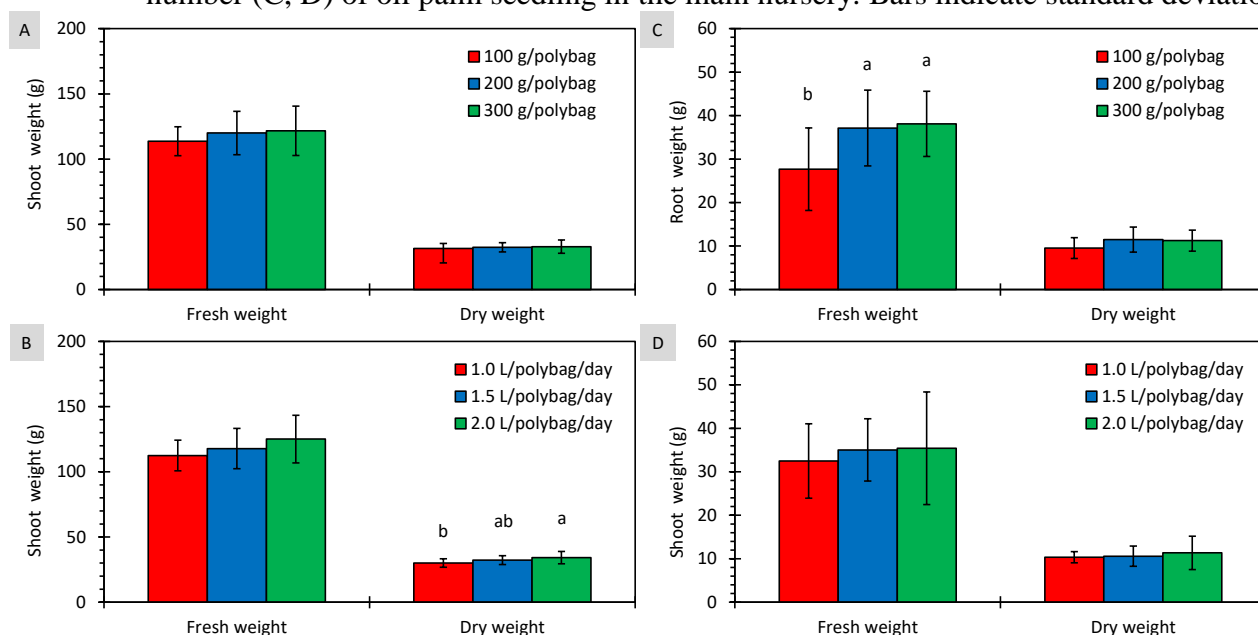 number (C, D) of oil palm seedling in the main nursery. Bars indicate standard deviatio
A
200
150
100
50
0
Shoot weight (g)
100 g/polybag
200 g/polybag
300 g/polybag
Fresh weight
Dry weight
C
60
50
40
30
20
10
0
Root weight (g)
b
a
a
100 g/polybag
200 g/polybag
300 g/polybag
Fresh weight
Dry weight
B
200
150
100
50
0
Shoot weight (g)
1.0 L/polybag/day
1.5 L/polybag/day
2.0 L/polybag/day
b
ab
a
Fresh weight
Dry weight
D
60
50
40
30
20
10
0
Shoot weight (g)
1.0 L/polybag/day
1.5 L/polybag/day
2.0 L/polybag/day
Fresh weight
Dry weight